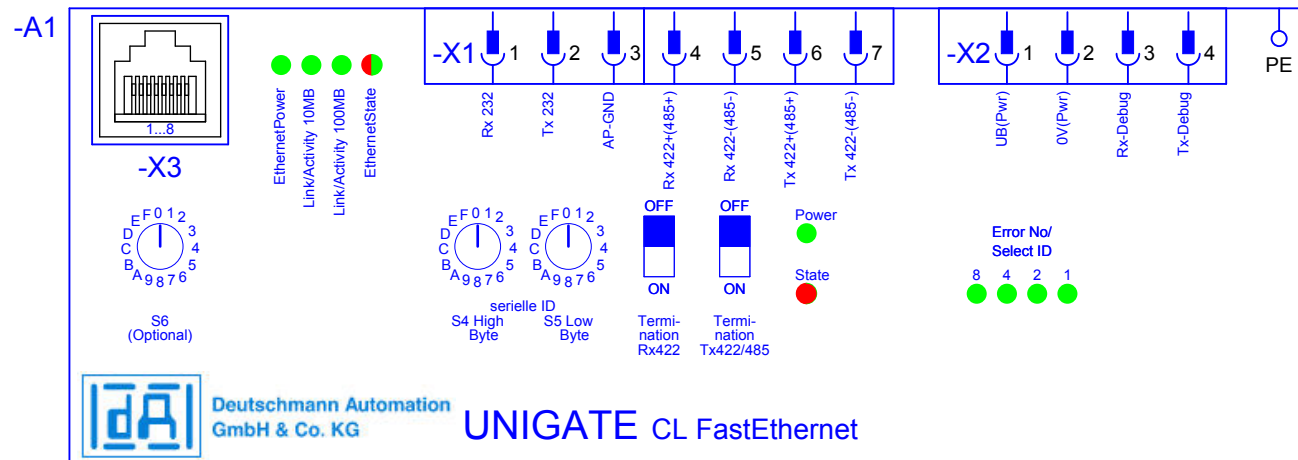 -A1
1...8
-X3
EthernetPower
Link/Activity 10MB
Link/Activity 100MB
EthernetState
-X1
1
2
3
4
5
6
7
Rx 232
Tx 232
AP-GND
Rx 422+(485+)
Rx 422-(485-)
Tx 422+(485+)
Tx 422-(485-)
-X2
1
2
3
4
UB(Pwr)
0V(Pwr)
Rx-Debug
Tx-Debug
PE
0 1 2 3 4 5 6 7 8 9 A B C D E F
S6
(Optional)
0 1 2 3 4 5 6 7 8 9 A B C D E F
0 1 2 3 4 5 6 7 8 9 A B C D E F
serielle ID
S4 High
Byte
S5 Low
Byte
OFF
ON
Termi-
nation
Rx422
OFF
ON
Termi-
nation
Tx422/485
Power
State
Error No/
Select ID
8 4 2 1
dA
Deutschmann Automation
GmbH & Co. KG
UNIGATE CL FastEthernet